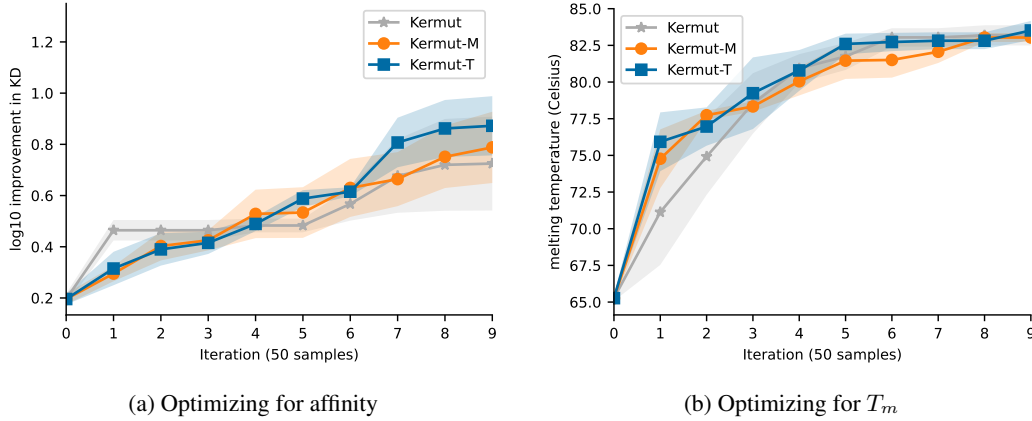 1.2
1.0
0.8
0.6
0.4
0.2
log10 improvement in KD
Kermut
Kermut-M
Kermut-T
0 1 2 3 4 5 6 7 8 9
Iteration (50 samples)
(a) Optimizing for affinity
85.0
82.5
80.0
77.5
75.0
72.5
70.0
67.5
65.0
melting temperature (Celsius)
Kermut
Kermut-M
Kermut-T
0 1 2 3 4 5 6 7 8 9
Iteration (50 samples)
(b) Optimizing for Tm